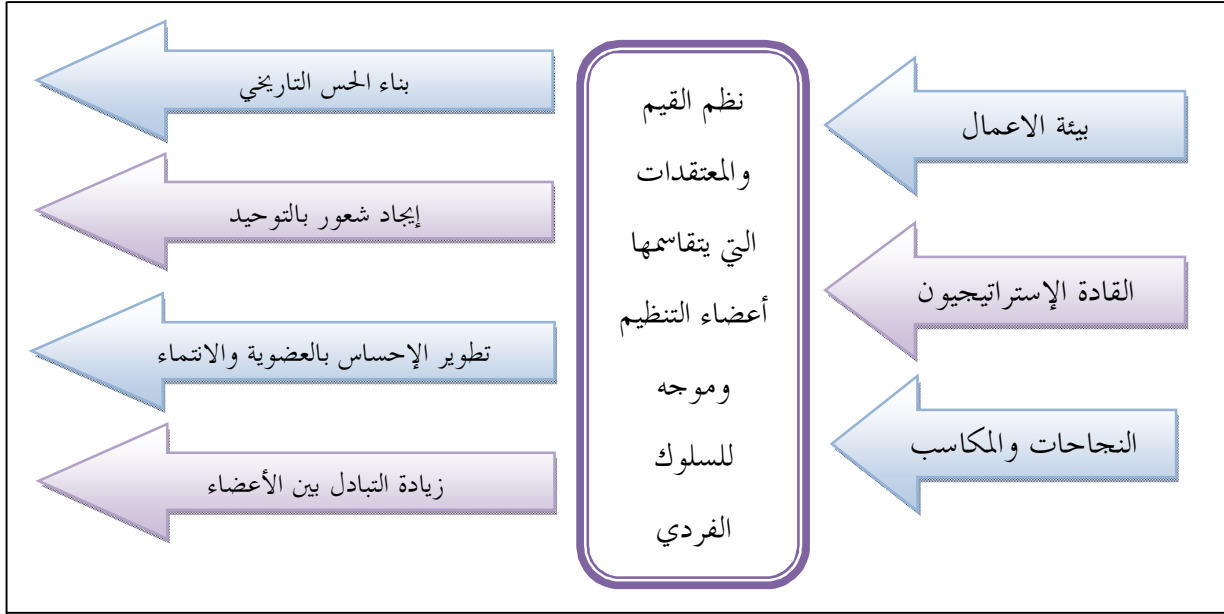 بيئة الاعمال
القادة الإستراتيجيون
النجاحات والمكاسب
نظم القيم
والمعتقدات
التي يتقاسمها
أعضاء التنظيم
وموجه
للسلوك
الفردي
بناء الحس التاريخي
إيجاد شعور بالتوحيد
تطوير الإحساس بالعضوية والانتماء
زيادة التبادل بين الأعضاء